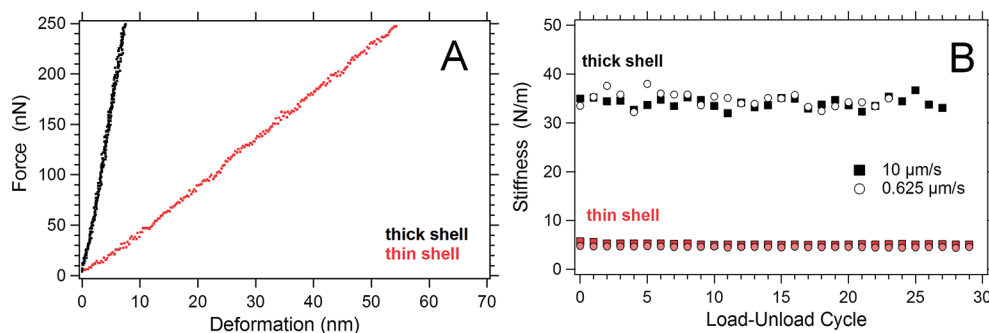 A
Force (nN)
250
200
150
100
50
0
thick shell
thin shell
0 10 20 30 40 50 60 70
Deformation (nm)
B
Stiffness (N/m)
50
40
30
20
10
0
thick shell
10 µm/s
0.625 µm/s
thin shell
0 5 10 15 20 25 30
Load-Unload Cycle